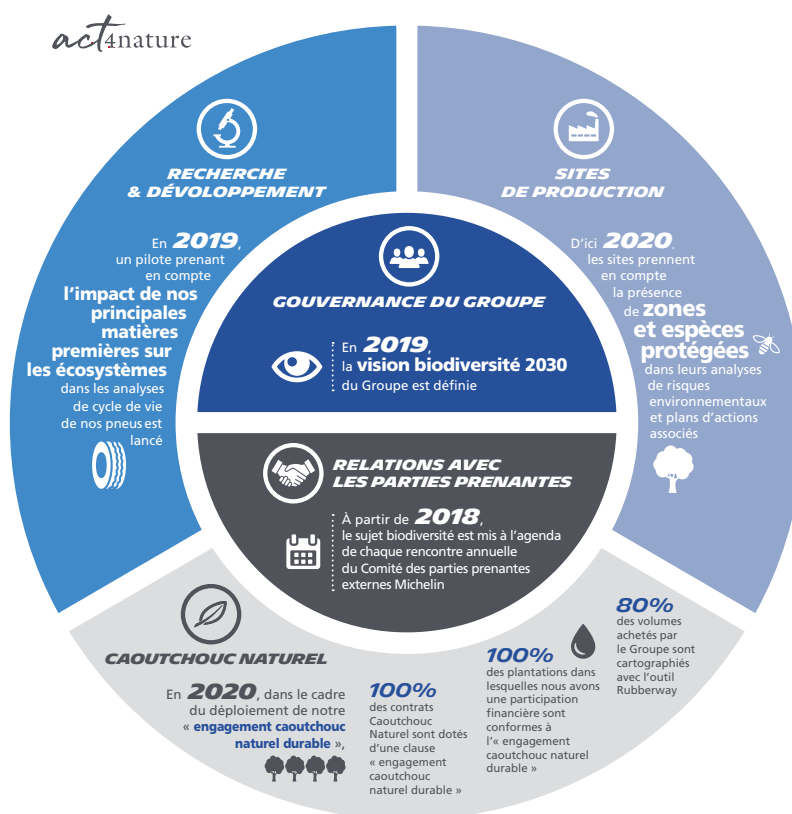 act4nature
RECHERCHE
& DÉVOLOPPEMENT
En 2019,
un pilote prenant
en compte
l'impact de nos
principales
matières
premières sur
les écosystèmes
dans les analyses
de cycle de vie
de nos pneus est
lancé
SITES
DE PRODUCTION
D'ici 2020,
les sites prennent
en compte
la présence
de zones
et espèces
protégées
dans leurs analyses
de risques
environnementaux
et plans d'actions
associés
GOUVERNANCE DU GROUPE
En 2019,
la vision biodiversité 2030
du Groupe est définie
RELATIONS AVEC
LES PARTIES PRENANTES
À partir de 2018,
le sujet biodiversité est mis à l'agenda
de chaque rencontre annuelle
du Comité des parties prenantes
externes Michelin
CAOUTCHOUC NATUREL
En 2020, dans le cadre
du déploiement de notre
« engagement caoutchouc
naturel durable »,
100%
des contrats
Caoutchouc
Naturel sont dotés
d'une clause
« engagement
caoutchouc
naturel durable »
100%
des plantations dans
lesquelles nous avons
une participation
financière sont
conformes à
l'« engagement
caoutchouc naturel
durable »
80%
des volumes
achetés par
le Groupe sont
cartographiés
avec l'outil
Rubberway